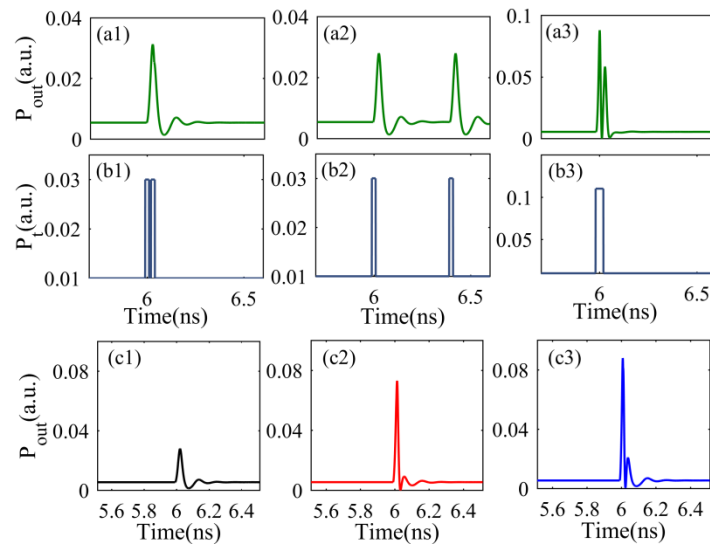 0.04
(a1)
0.02
0
P_out(a.u.)
0.04
(a2)
0.02
0
0.1
(a3)
0.05
0
(b1)
0.03
0.02
0.01
P_t(a.u.)
6
6.5
Time(ns)
(b2)
0.03
0.02
0.01
6
6.5
Time(ns)
(b3)
0.1
0.05
6
6.5
Time(ns)
(c1)
0.08
0.04
0
P_out(a.u.)
5.6 5.8 6 6.2 6.4
Time(ns)
(c2)
0.08
0.04
0
5.6 5.8 6 6.2 6.4
Time(ns)
(c3)
0.08
0.04
0
5.6 5.8 6 6.2 6.4
Time(ns)